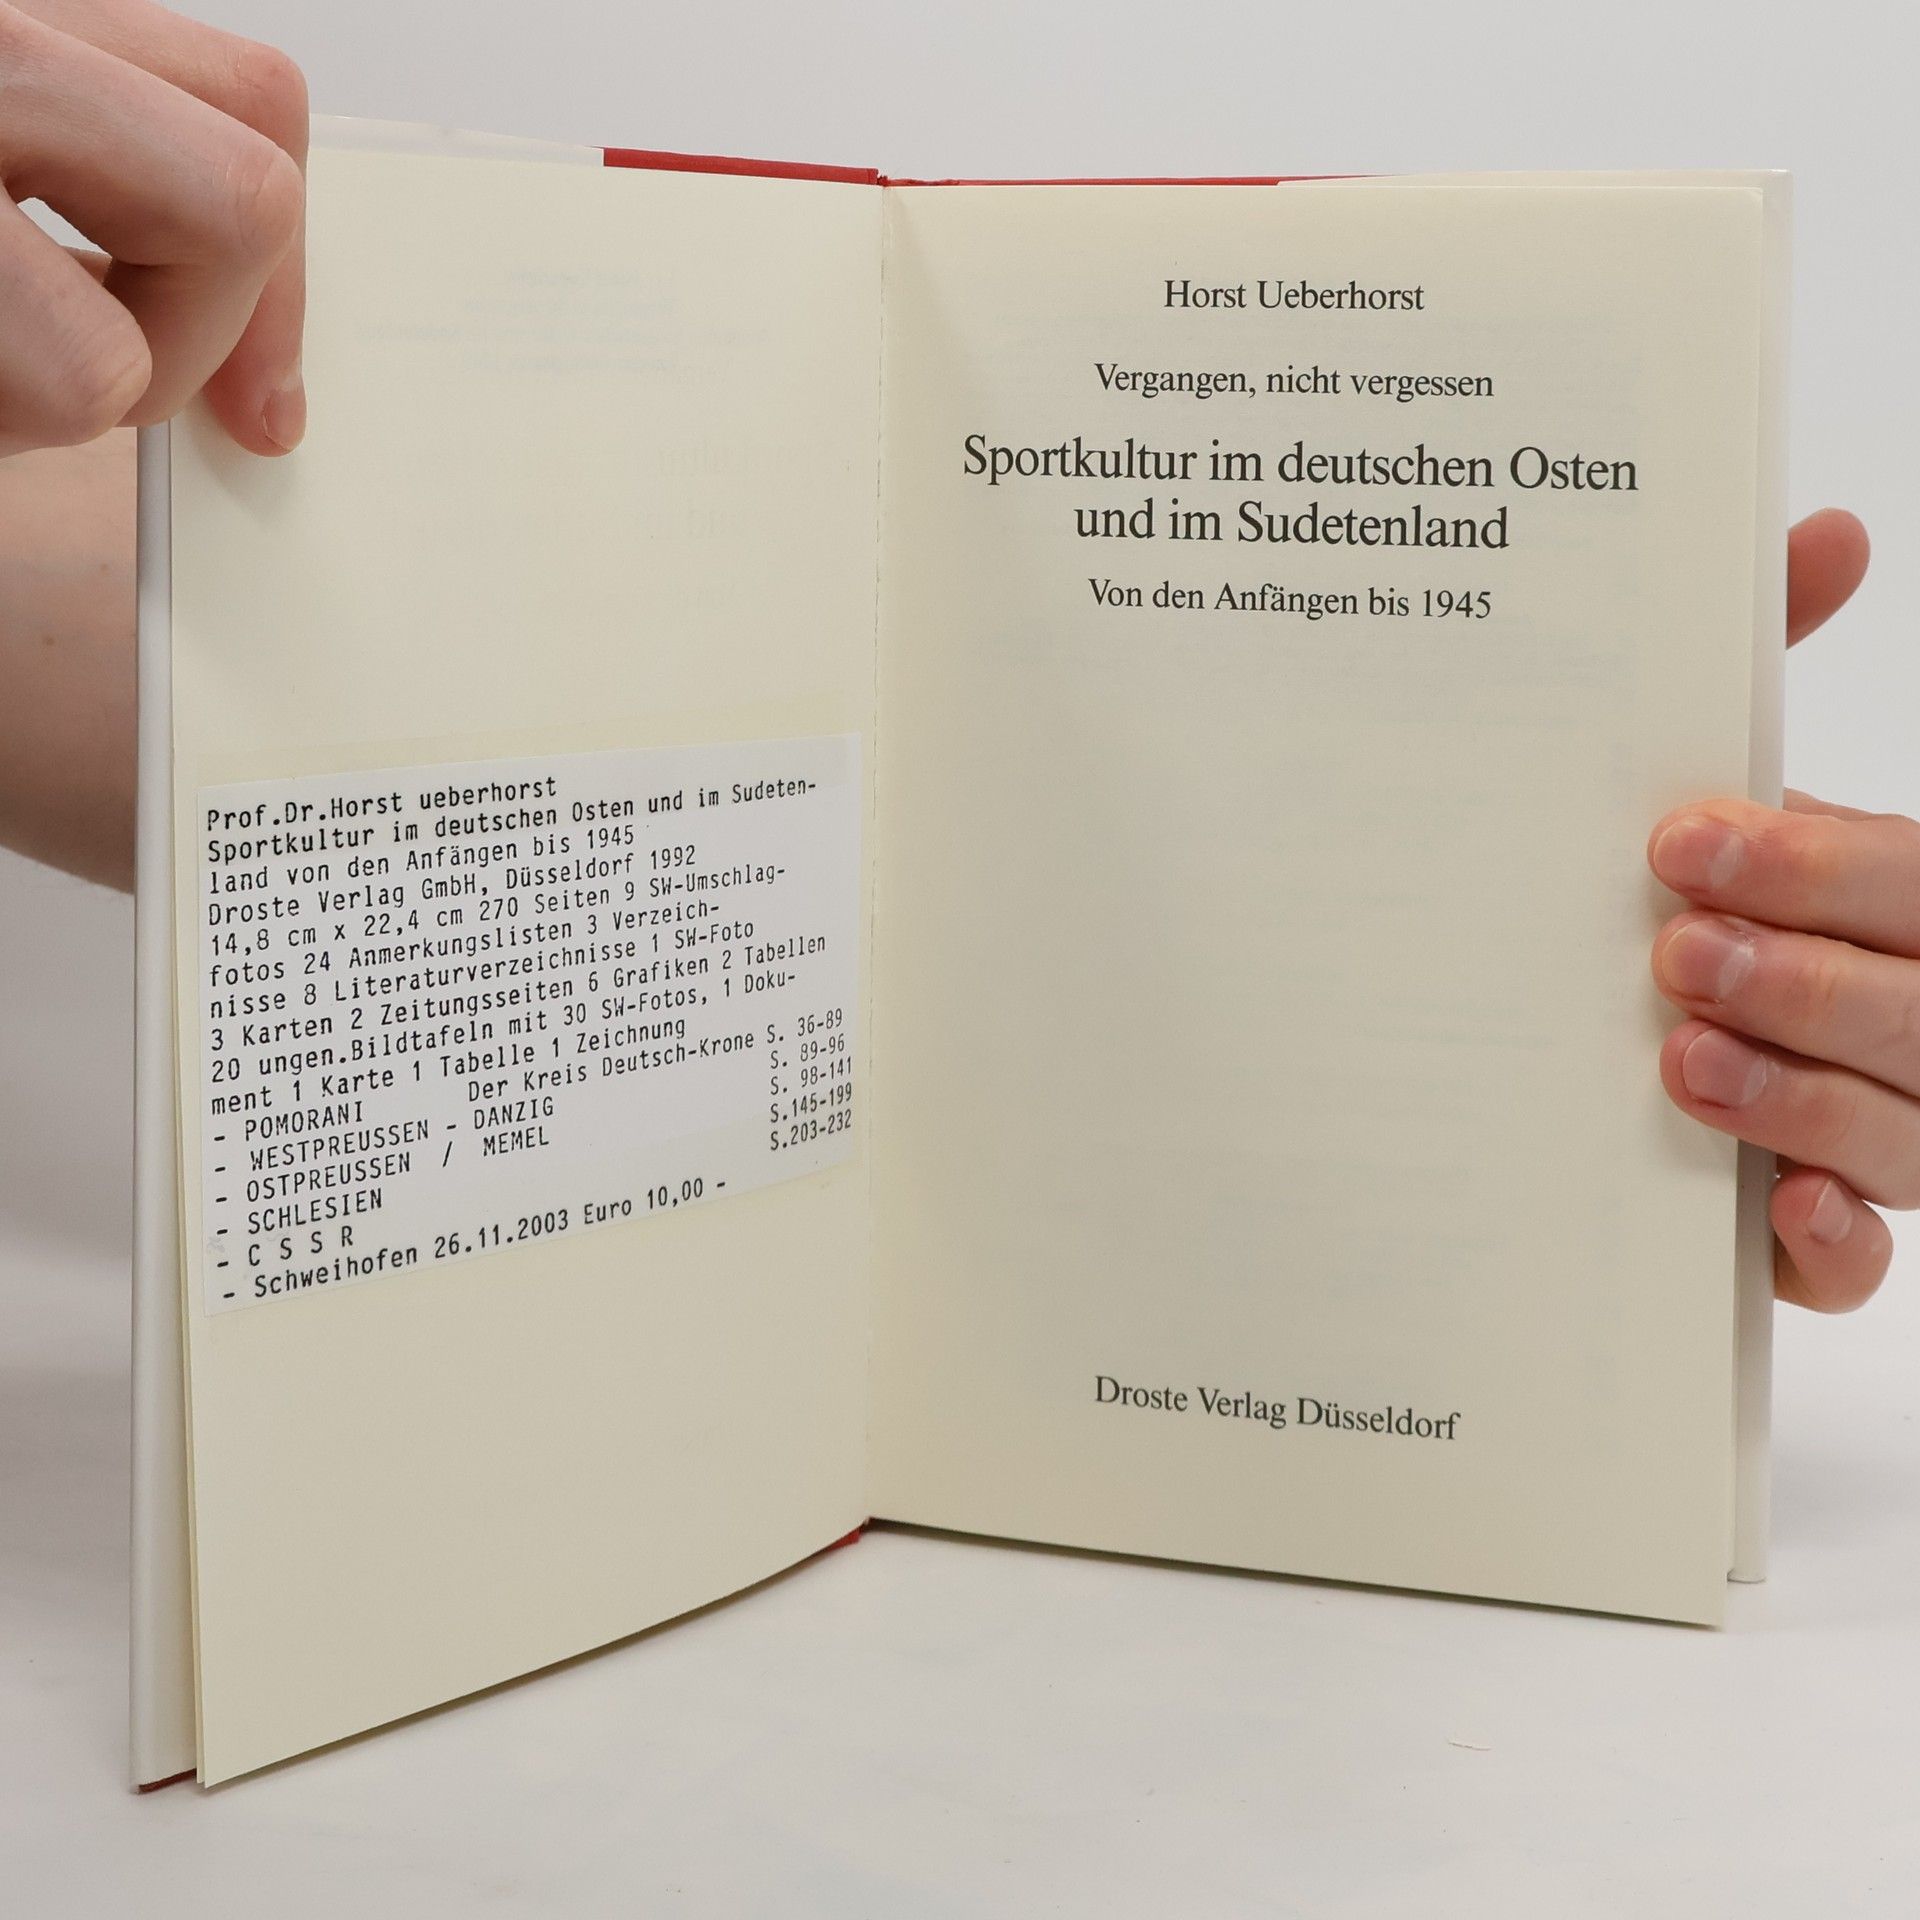 Prof.Dr.Horst ueberhorst
Sportkultur im deutschen Osten und im Sudeten-
land von den Anfängen bis 1945
Droste Verlag GmbH, Düsseldorf 1992
14,8 cm x 22,4 cm 270 Seiten 9 SW-Umschlag-
fotos 24 Anmerkungslisten 3 Verzeich-
nisse 8 Literaturverzeichnisse 1 SW-Foto
3 Karten 2 Zeitungsseiten 6 Grafiken 2 Tabellen
20 ungen.Bildtafeln mit 30 SW-Fotos, 1 Doku-
ment 1 Karte 1 Tabelle 1 Zeichnung
- POMORANI Der Kreis Deutsch-Krone S. 36-89
- WESTPREUSSEN - DANZIG S. 89-96
- OSTPREUSSEN / MEMEL S. 98-141
- SCHLESIEN S.145-199
- C S S R S.203-232
- Schweihofen 26.11.2003 Euro 10,00 -
Horst Ueberhorst
Vergangen, nicht vergessen
Sportkultur im deutschen Osten
und im Sudetenland
Von den Anfängen bis 1945
Droste Verlag Düsseldorf